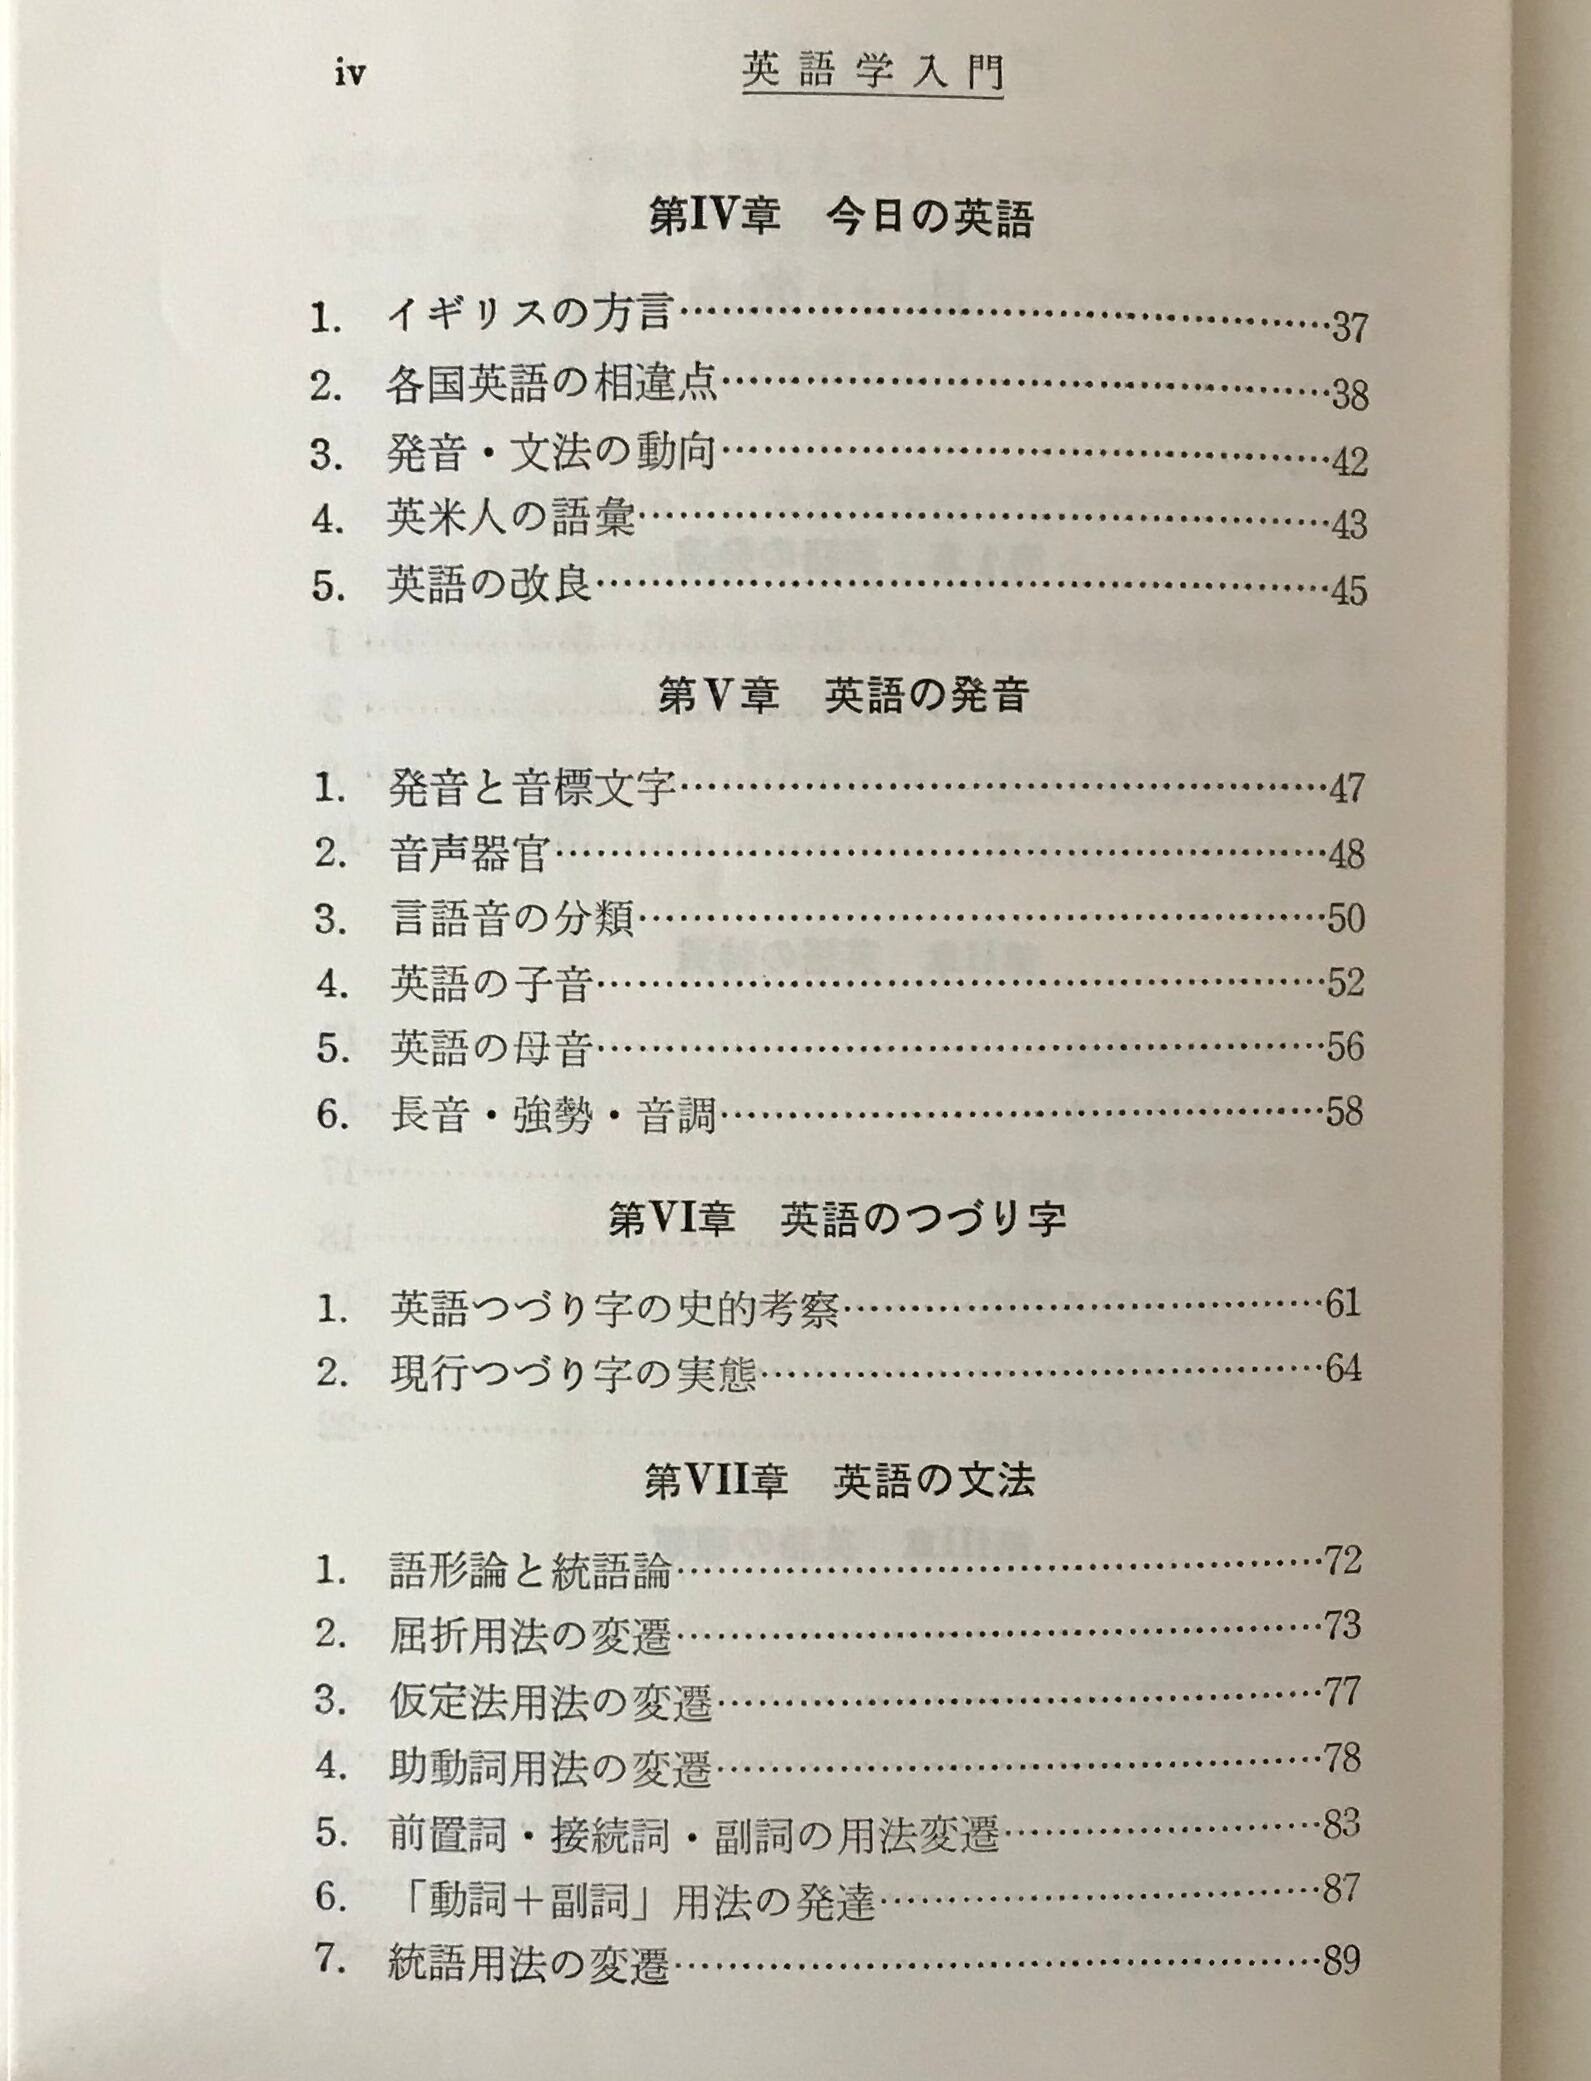 iv
英語学入門
第IV章 今日の英語
1. イギリスの方言……37
2. 各国英語の相違点……38
3. 発音・文法の動向……42
4. 英米人の語彙……43
5. 英語の改良……45
第V章 英語の発音
1. 発音と音標文字……47
2. 音声器官……48
3. 言語音の分類……50
4. 英語の子音……52
5. 英語の母音……56
6. 長音・強勢・音調……58
第VI章 英語のつづり字
1. 英語つづり字の史的考察……61
2. 現行つづり字の実態……64
第VII章 英語の文法
1. 語形論と統語論……72
2. 屈折用法の変遷……73
3. 仮定法用法の変遷……77
4. 助動詞用法の変遷……78
5. 前置詞・接続詞・副詞の用法変遷……83
6. 「動詞＋副詞」用法の発達……87
7. 統語用法の変遷……89